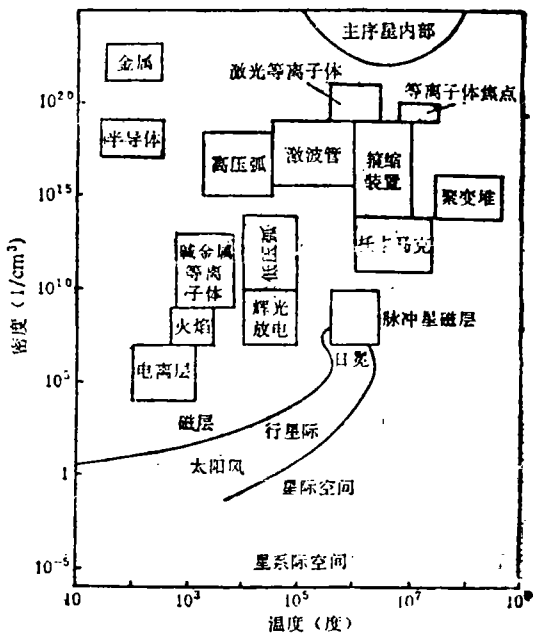 主序星内部
金属
激光等离子体
等离子体焦点
10²⁰
半导体
高压弧
激波管
箍缩
装置
10¹⁵
聚变堆
碱金属
等离
子体
低压弧
托卡马克
密度（1/cm³）
10¹⁰
火焰
辉光
放电
脉冲星磁层
电离层
日冕
10⁵
磁层
行星际
太阳风
1
星际空间
10⁻⁵
星系际空间
10
10³
10⁵
10⁷
10⁹
温度（度）